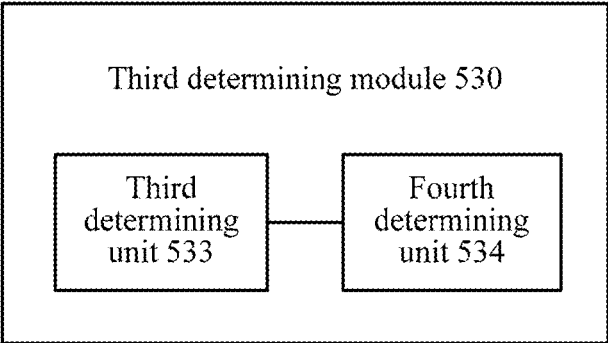 Third determining module 530
Third
determining
unit 533
Fourth
determining
unit 534